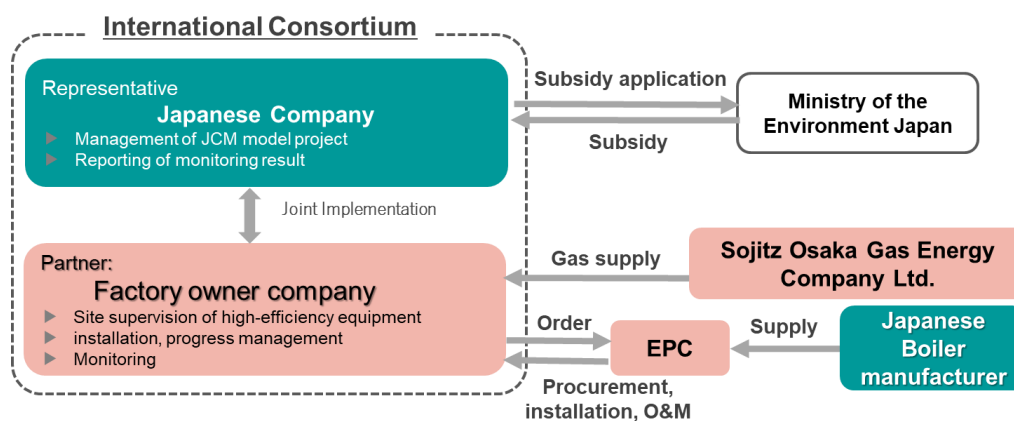 International Consortium
Representative
Japanese Company
Management of JCM model project
Reporting of monitoring result
Subsidy application
Subsidy
Ministry of the
Environment Japan
Joint Implementation
Partner:
Factory owner company
Site supervision of high-efficiency equipment
installation, progress management
Monitoring
Gas supply
Sojitz Osaka Gas Energy
Company Ltd.
Order
Procurement,
installation, O&M
EPC
Supply
Japanese
Boiler
manufacturer